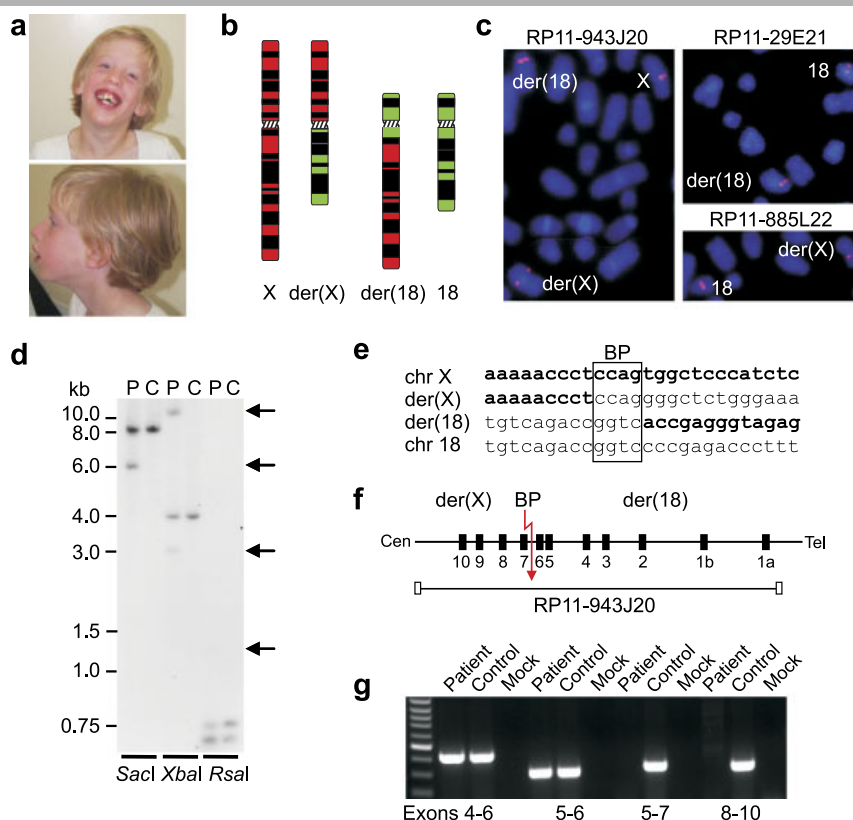 a
b
X der(X) der(18) 18
c
RP11-943J20
der(18)
X
der(X)
RP11-29E21
18
der(18)
RP11-885L22
der(X)
18
d
P C P C P C
kb
10.0
8.0
6.0
4.0
3.0
1.5
1.0
0.75
SacI XbaI RsaI
e
BP
chr X aaaaaccctccagtggctcccatctc
der(X) aaaaaccctccaggggctctgggaaa
der(18) tgtcagaccggtcaccgagggtagag
chr 18 tgtcagaccggtcccgagaccctttt
f
der(X) BP der(18)
Cen Tel
10 9 8 7 6 5 4 3 2 1b 1a
RP11-943J20
g
Patient Control Mock Patient Control Mock Patient Control Mock Patient Control Mock
Exons 4-6 5-6 5-7 8-10